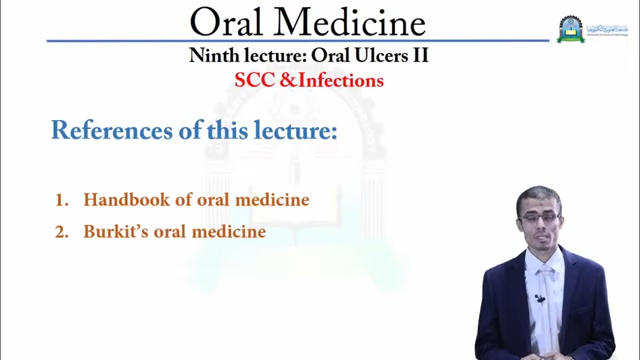 Oral Medicine
Ninth lecture: Oral Ulcers II
SCC &Infections
References of this lecture:
1. Handbook of oral medicine
2. Burkit's oral medicine